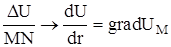 ΔU/MN → dU/dr = gradU_M